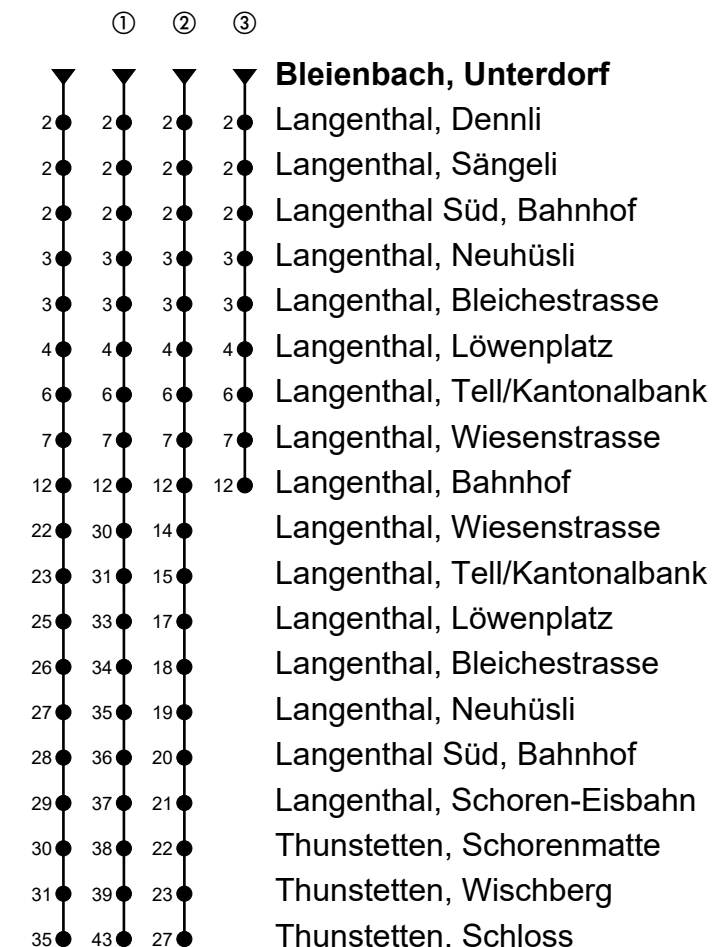 ① ② ③
Bleienbach, Unterdorf
2 2 2 2 Langenthal, Dennli
2 2 2 2 Langenthal, Sängeli
2 2 2 2 Langenthal Süd, Bahnhof
3 3 3 3 Langenthal, Neuhüsli
3 3 3 3 Langenthal, Bleichestrasse
4 4 4 4 Langenthal, Löwenplatz
6 6 6 6 Langenthal, Tell/Kantonalbank
7 7 7 7 Langenthal, Wiesenstrasse
12 12 12 12 Langenthal, Bahnhof
22 30 14 Langenthal, Wiesenstrasse
23 31 15 Langenthal, Tell/Kantonalbank
25 33 17 Langenthal, Löwenplatz
26 34 18 Langenthal, Bleichestrasse
27 35 19 Langenthal, Neuhüsli
28 36 20 Langenthal Süd, Bahnhof
29 37 21 Langenthal, Schoren-Eisbahn
30 38 22 Thunstetten, Schorenmatte
31 39 23 Thunstetten, Wischberg
35 43 27 Thunstetten, Schloss